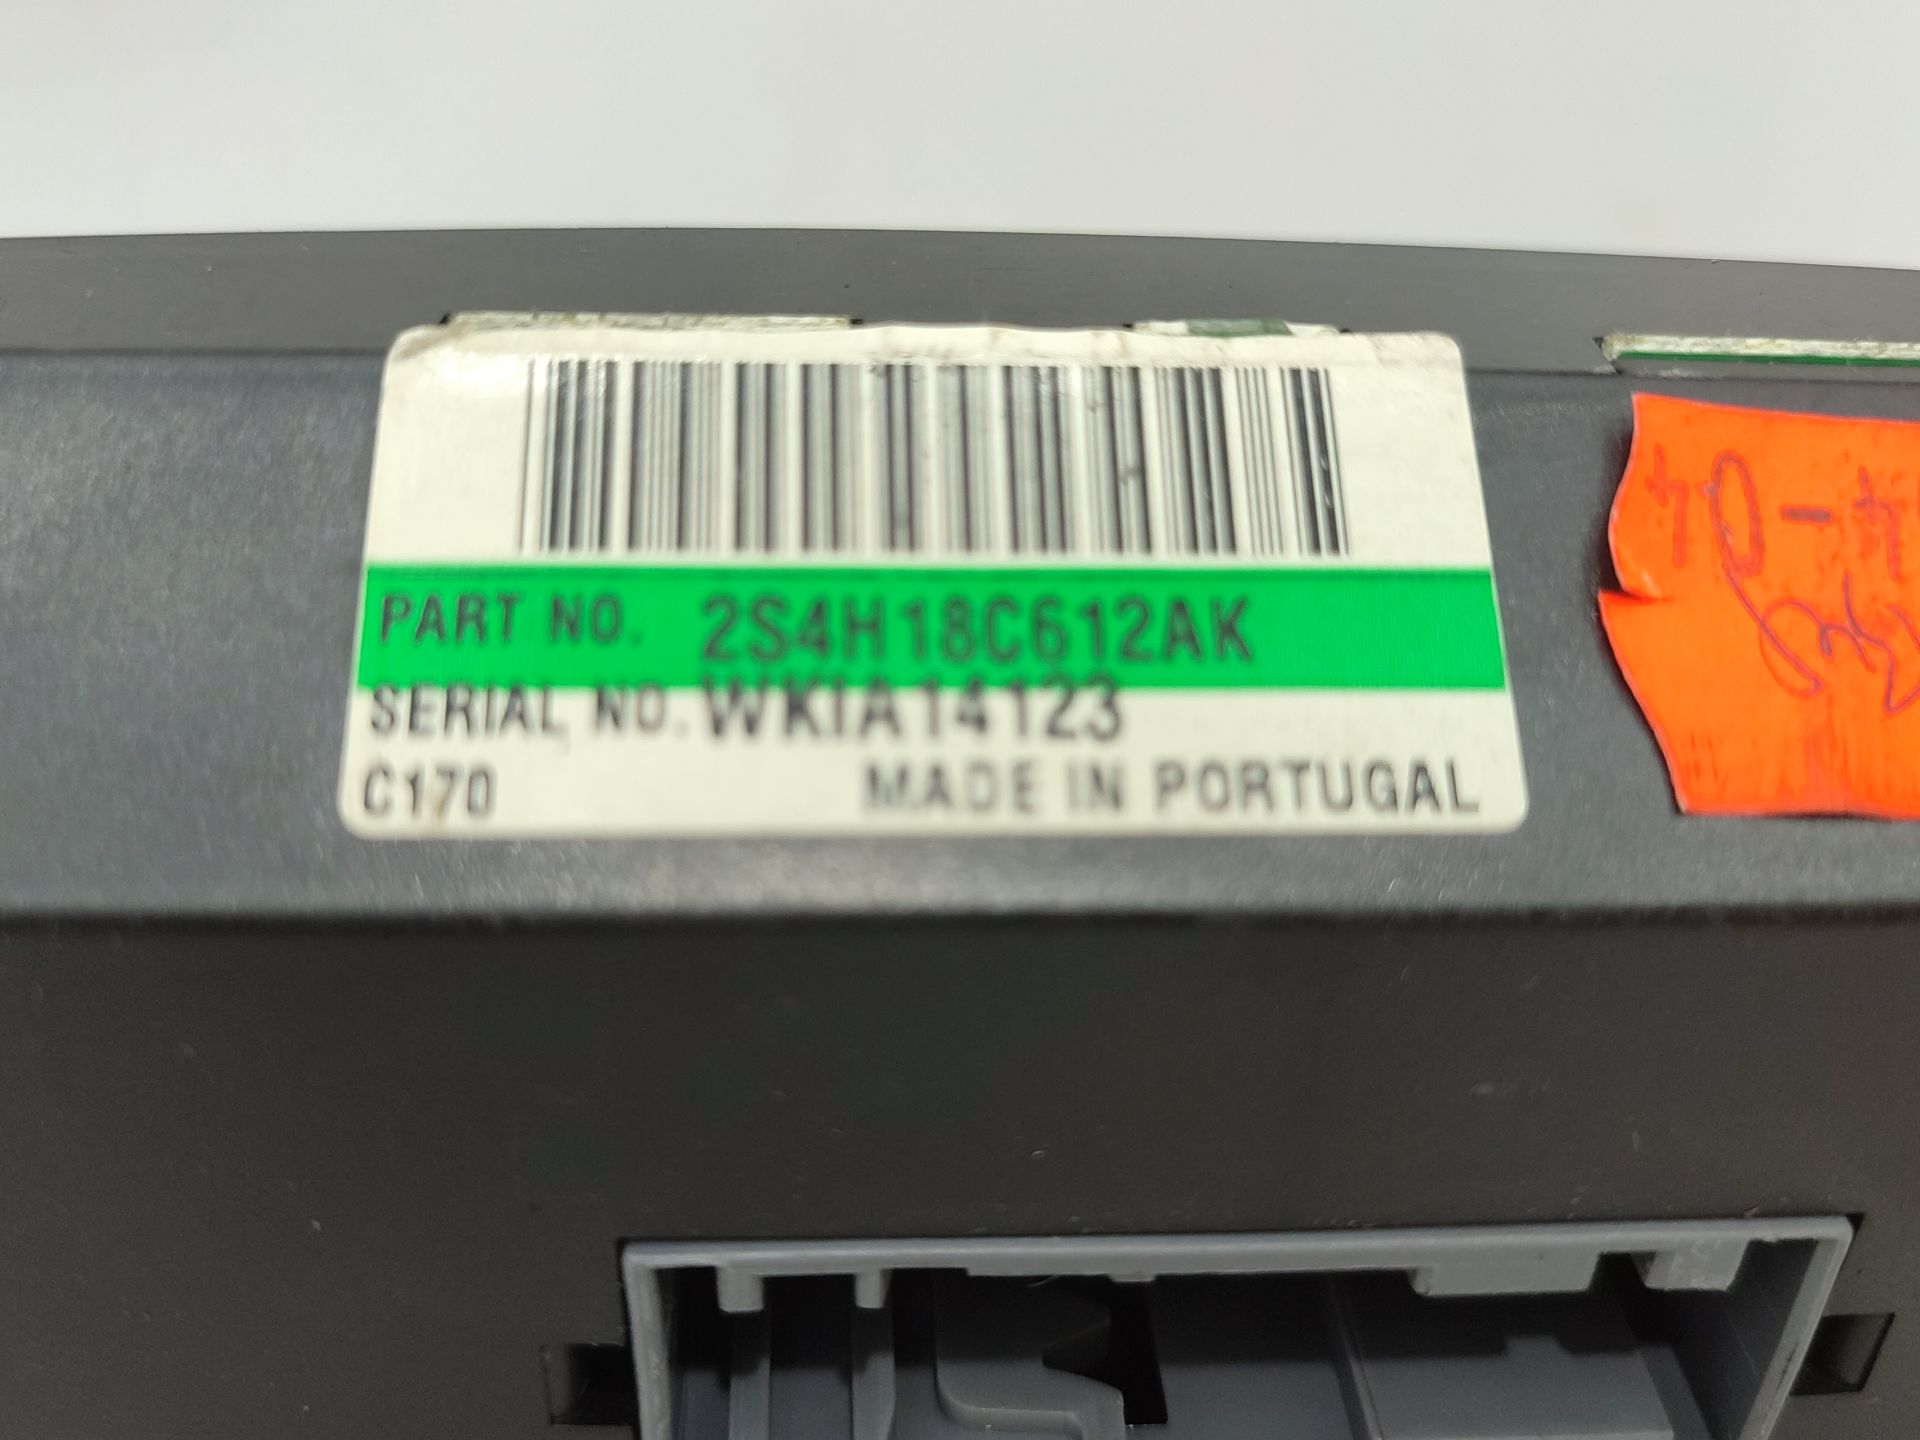 PART NO. 2S4H18C612AK
SERIAL NO. WKIA14123
C170 MADE IN PORTUGAL